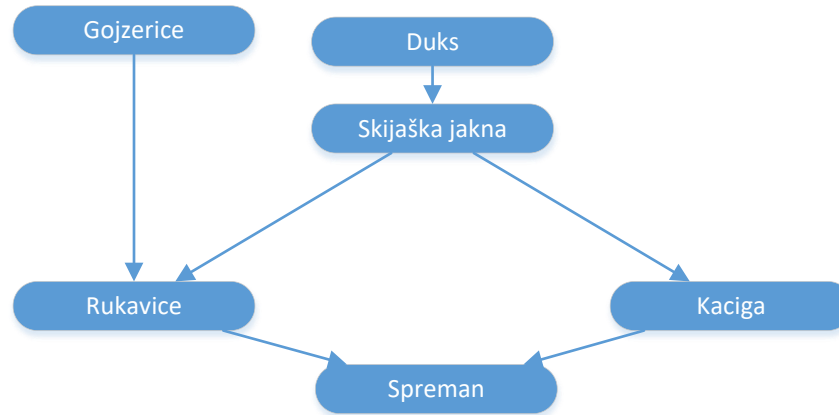 Gojzerice
Duks
Skijaška jakna
Rukavice
Kaciga
Spreman